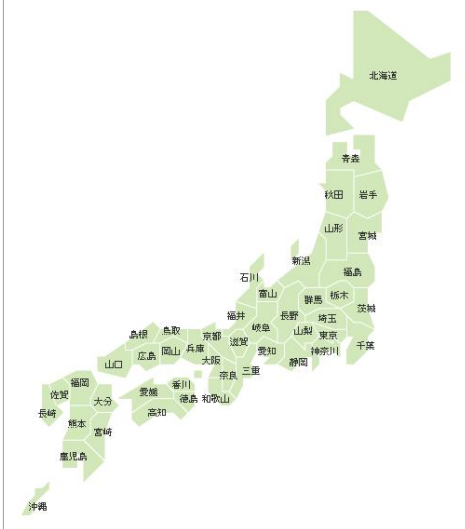 北海道
青森
秋田
岩手
山形
宮城
新潟
福島
石川
富山
群馬
栃木
茨城
福井
長野
埼玉
岐阜
山梨
東京
千葉
島根
鳥取
京都
滋賀
愛知
神奈川
静岡
山口
広島
岡山
兵庫
大阪
奈良
三重
佐賀
福岡
愛媛
香川
長崎
大分
高知
徳島
和歌山
熊本
宮崎
鹿児島
沖縄